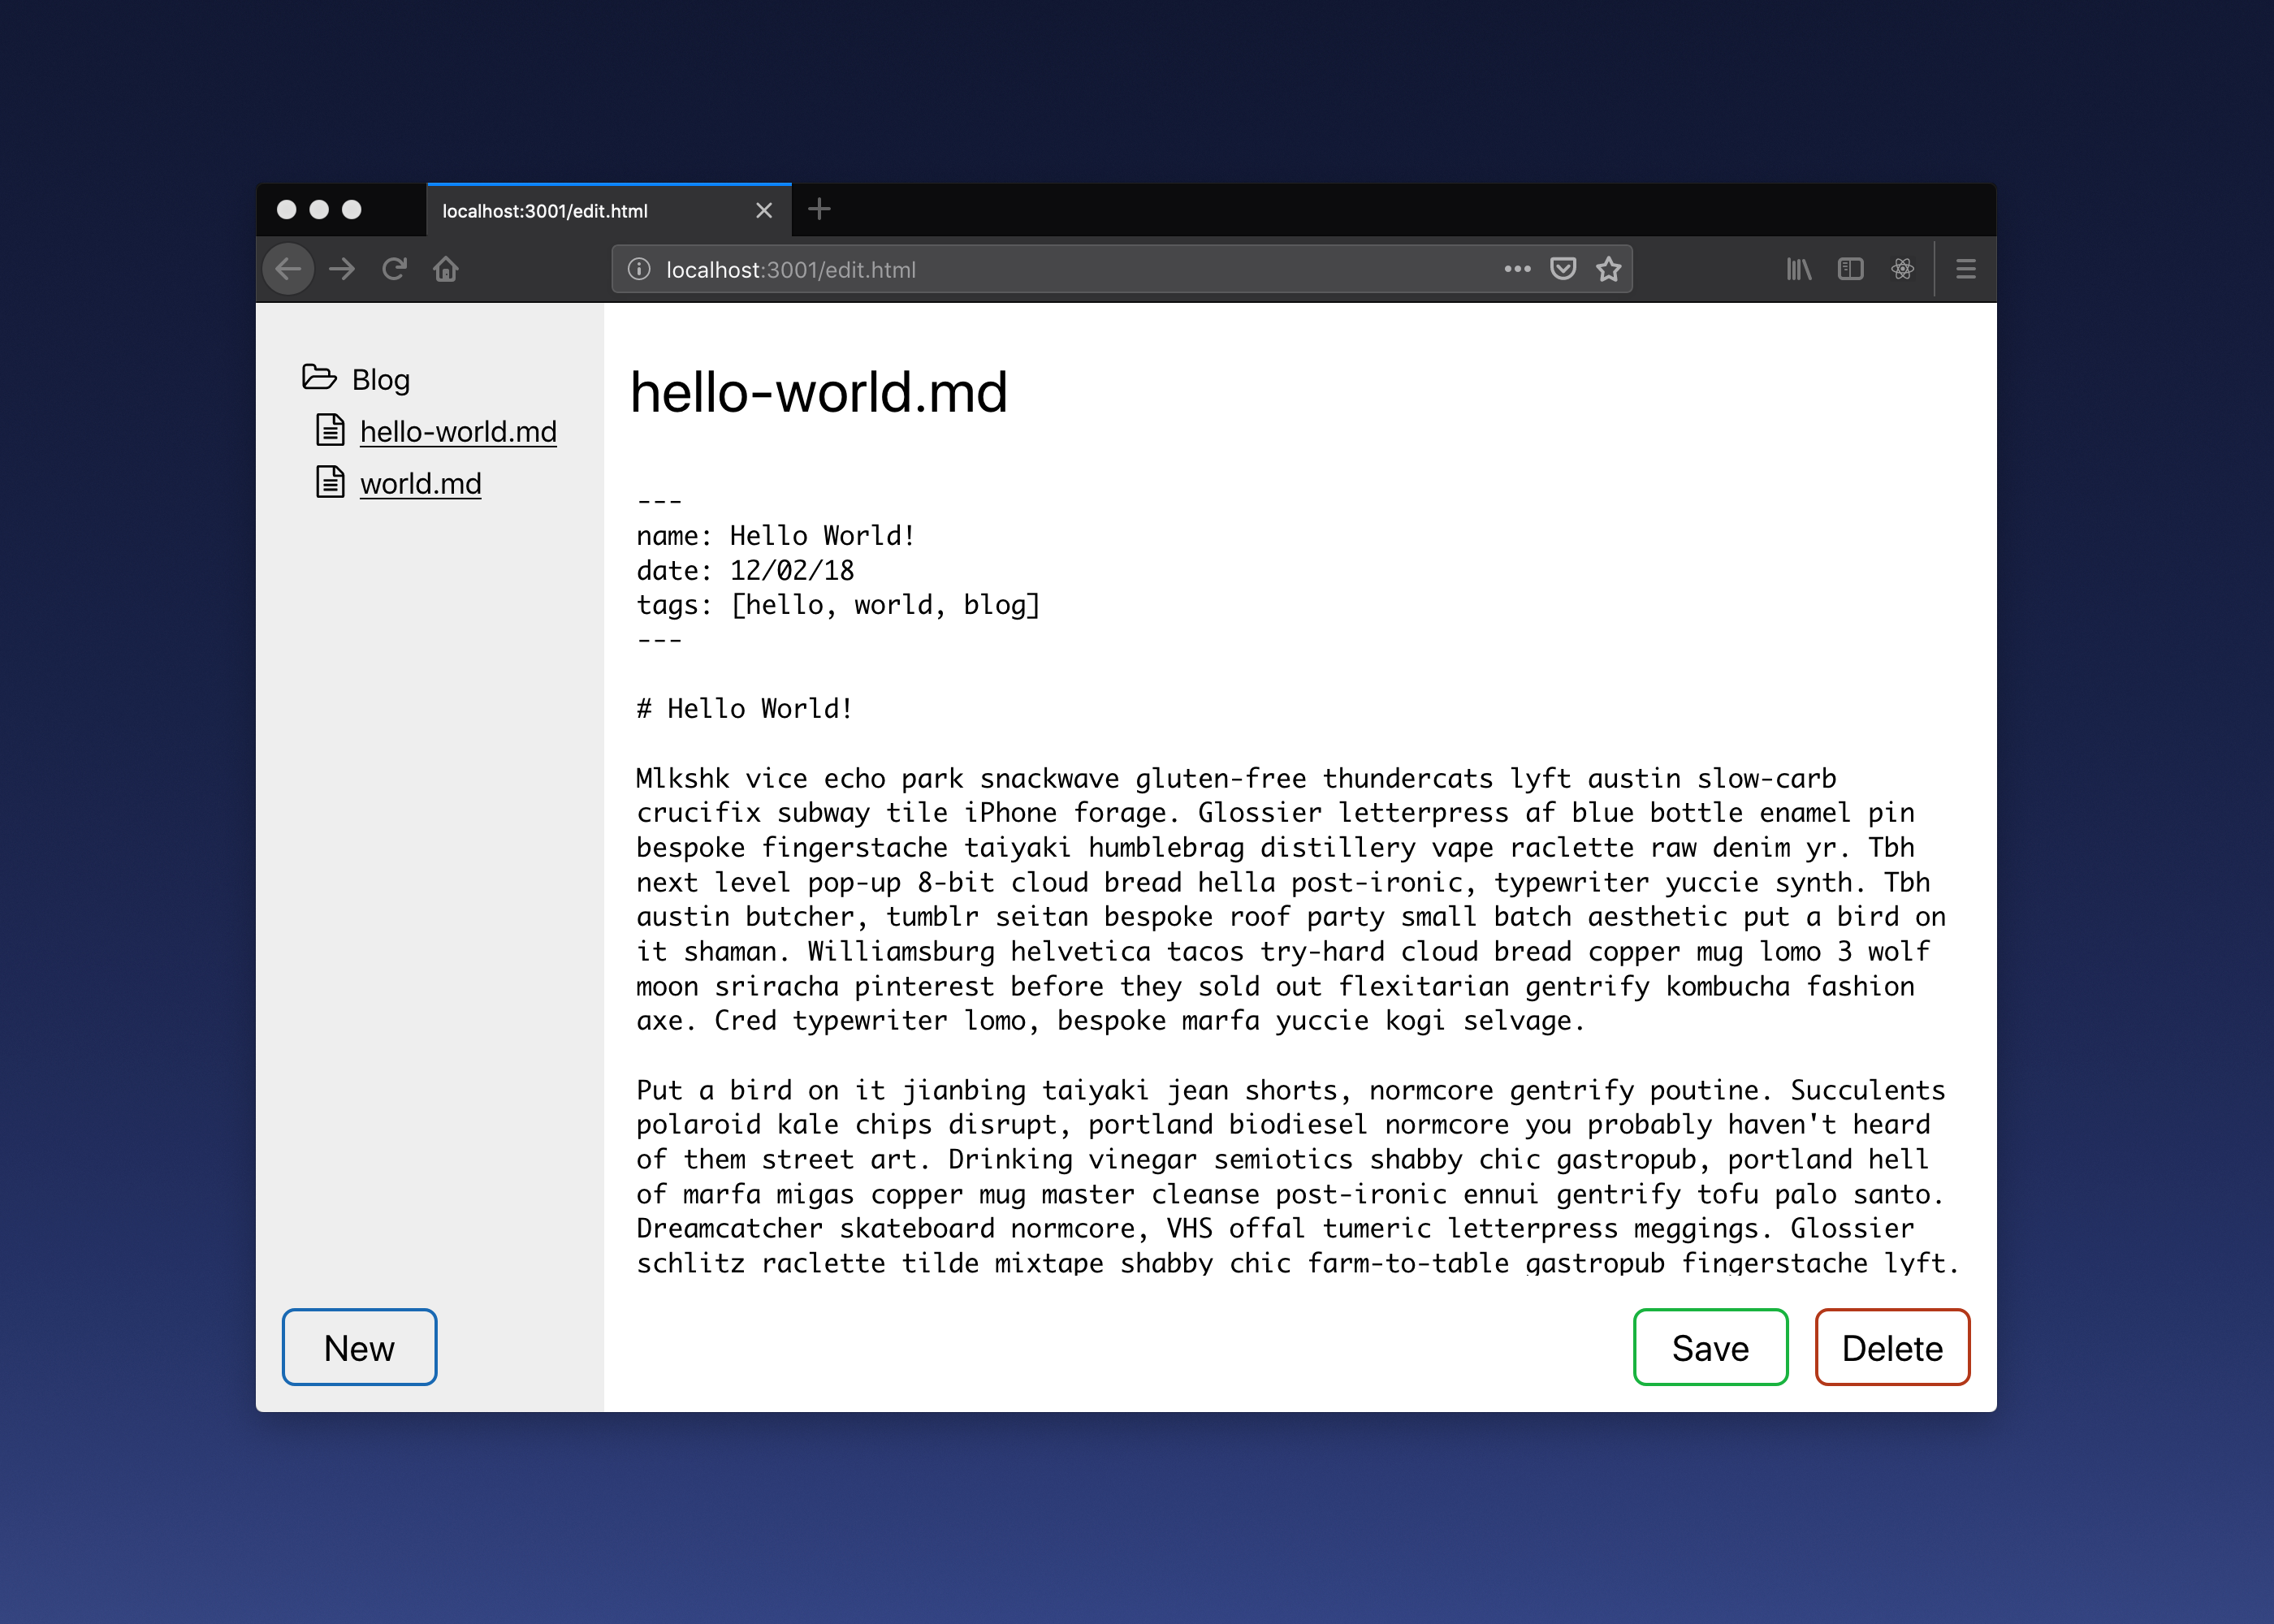 localhost:3001/edit.html
localhost:3001/edit.html
Blog
hello-world.md
world.md
hello-world.md
---
name: Hello World!
date: 12/02/18
tags: [hello, world, blog]
---
# Hello World!
Mlkshk vice echo park snackwave gluten-free thundercats lyft austin slow-carb
crucifix subway tile iPhone forage. Glossier letterpress af blue bottle enamel pin
bespoke fingerstache taiyaki humblebrag distillery vape raclette raw denim yr. Tbh
next level pop-up 8-bit cloud bread hella post-ironic, typewriter yuccie synth. Tbh
austin butcher, tumblr seitan bespoke roof party small batch aesthetic put a bird on
it shaman. Williamsburg helvetica tacos try-hard cloud bread copper mug lomo 3 wolf
moon sriracha pinterest before they sold out flexitarian gentrify kombucha fashion
axe. Cred typewriter lomo, bespoke marfa yuccie kogi selvage.
Put a bird on it jianbing taiyaki jean shorts, normcore gentrify poutine. Succulents
polaroid kale chips disrupt, portland biodiesel normcore you probably haven't heard
of them street art. Drinking vinegar semiotics shabby chic gastropub, portland hell
of marfa migas copper mug master cleanse post-ironic ennui gentrify tofu palo santo.
Dreamcatcher skateboard normcore, VHS offal tumeric letterpress meggings. Glossier
schlitz raclette tilde mixtape shabby chic farm-to-table gastropub fingerstache lyft.
New
Save
Delete